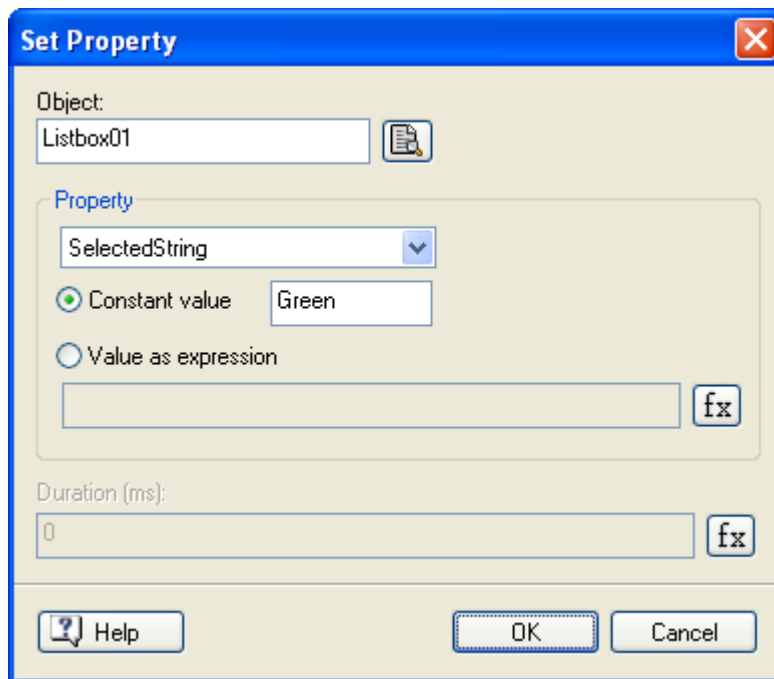 Set Property
Object:
Listbox01
Property
SelectedString
Constant value Green
Value as expression
fx
Duration (ms):
0
fx
Help OK Cancel